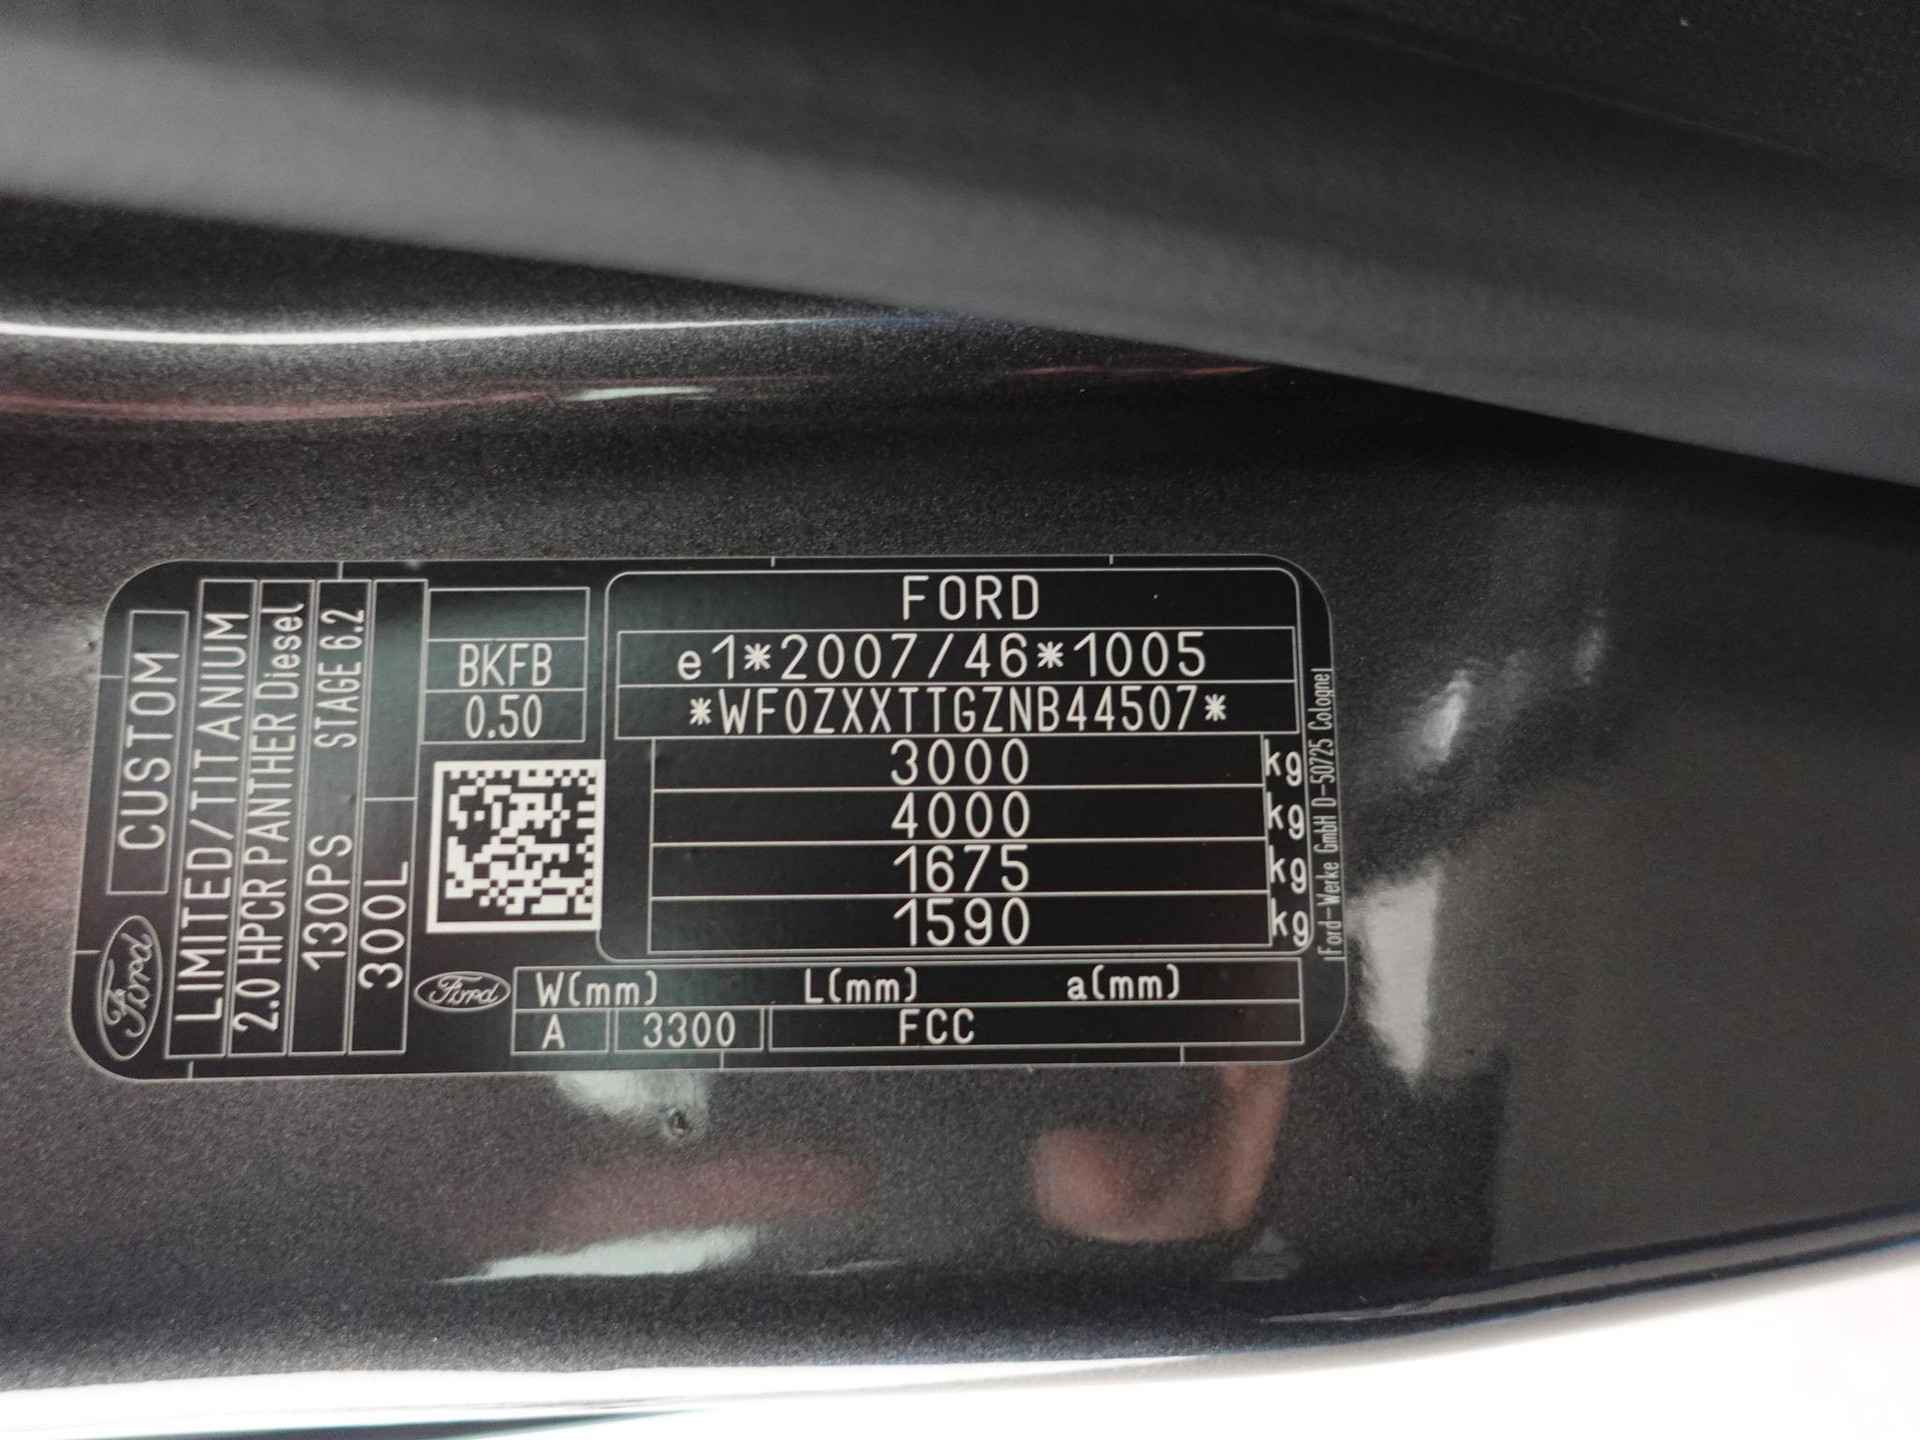 FORD
e1*2007/46*1005
*WF0ZXXTTGZNB44507*
3000 kg
4000 kg
1675 kg
1590 kg
Ford-Werke GmbH D-50725 Cologne
BKFB
0.50
Ford
W(mm) L(mm) a(mm)
A 3300 FCC
Ford CUSTOM
LIMITED/TITANIUM
2.0 HPCR PANTHER Diesel
130PS STAGE 6.2
300L